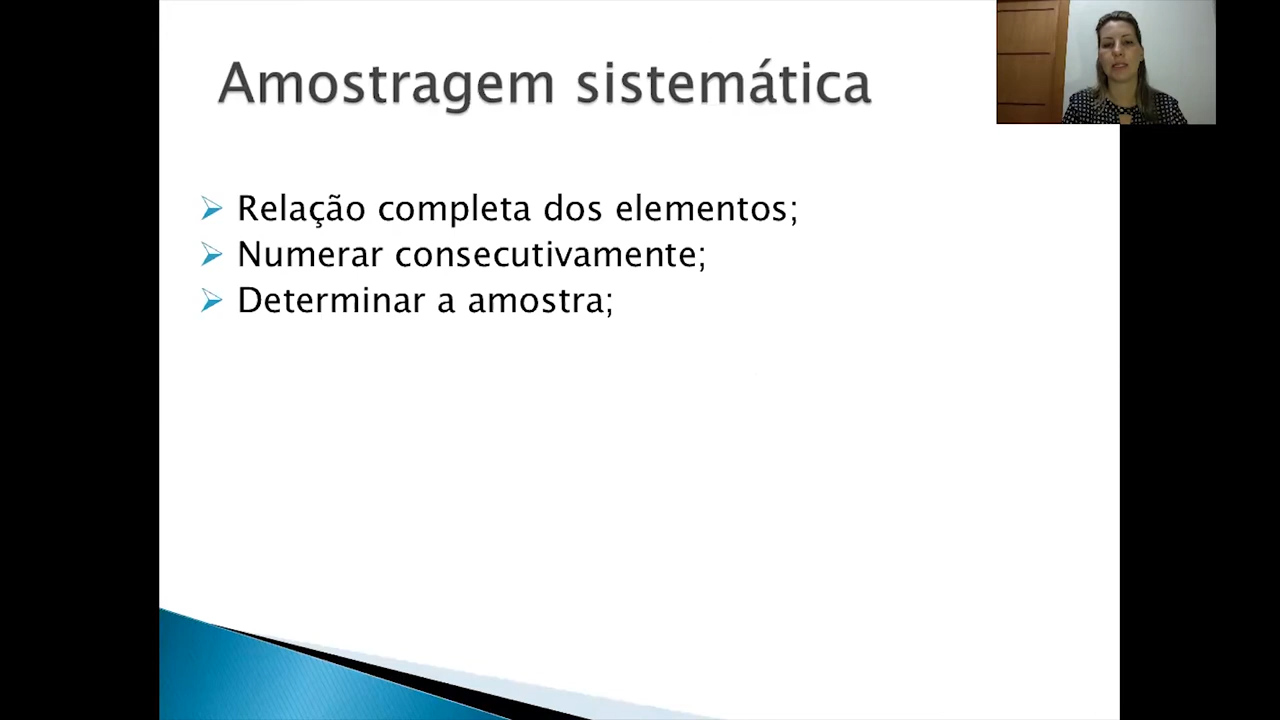 Amostragem sistemática
Relação completa dos elementos;
Numerar consecutivamente;
Determinar a amostra;